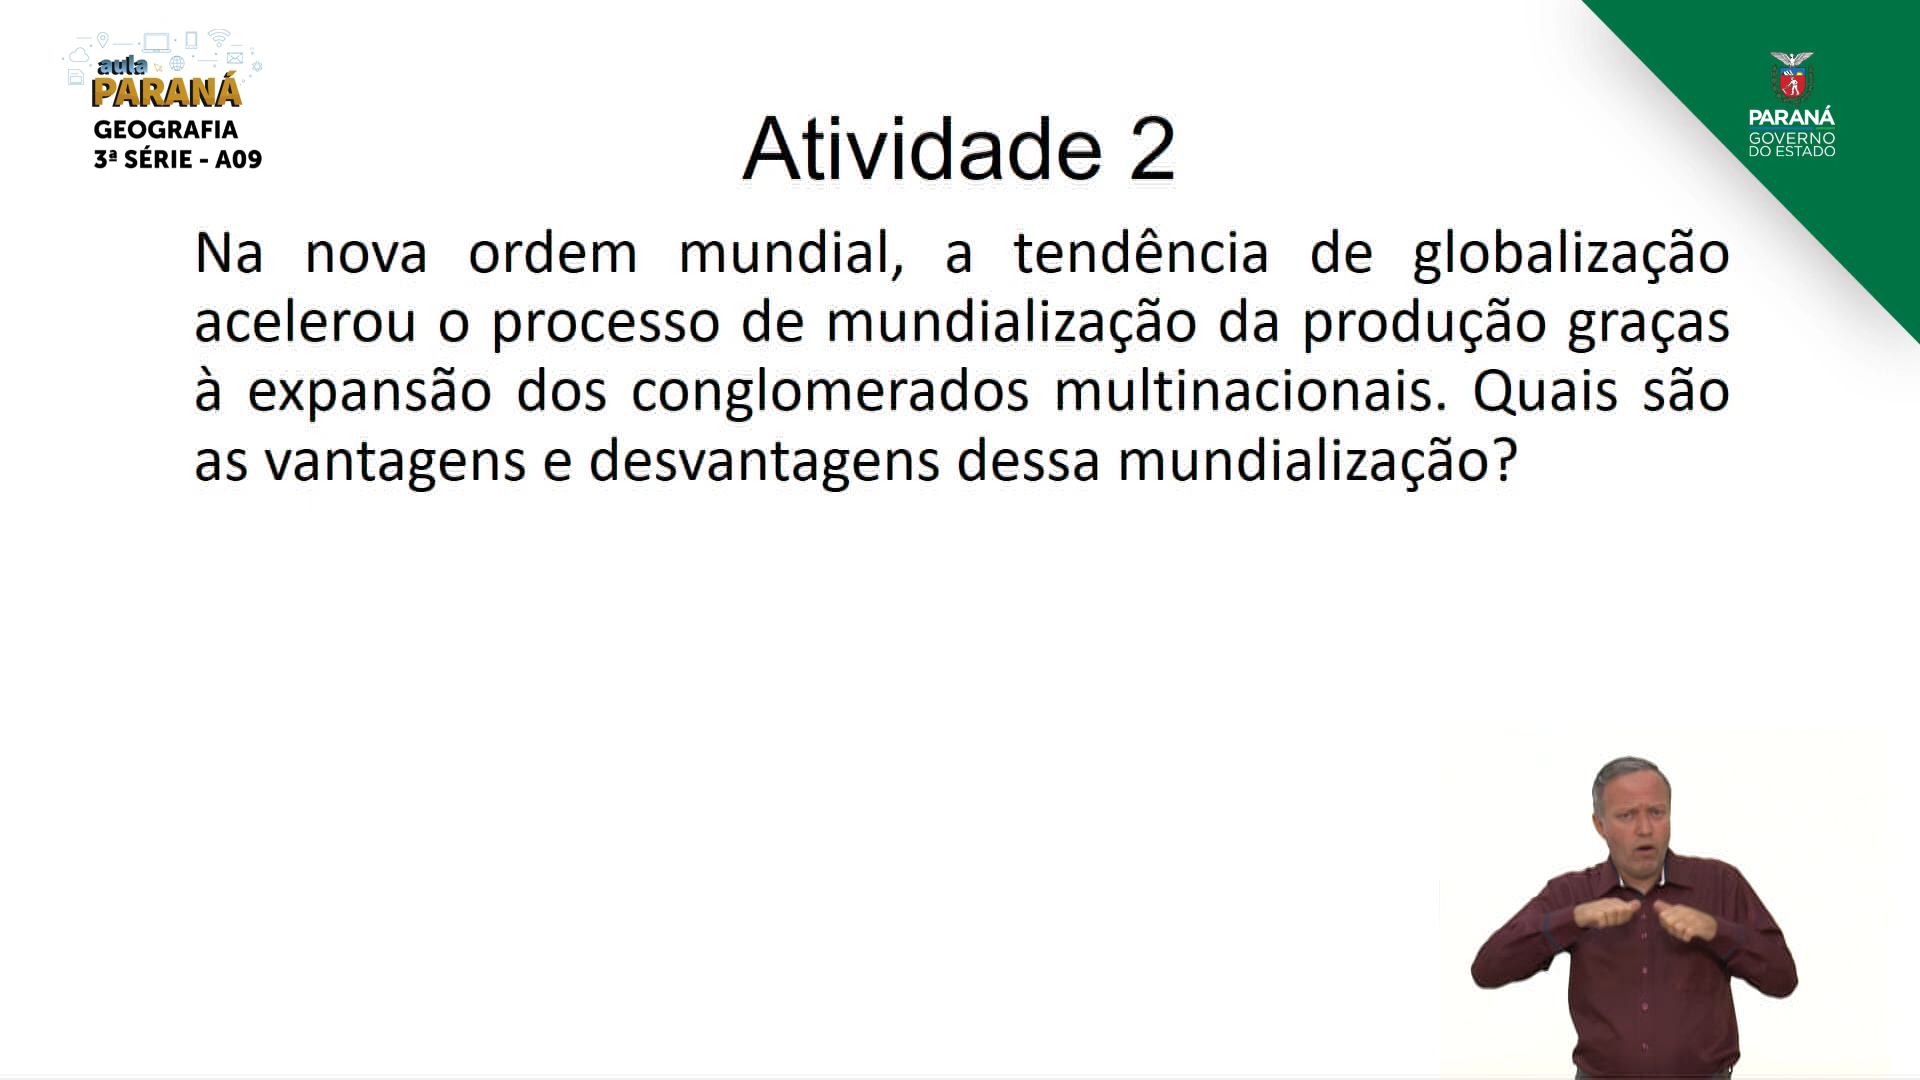 aula
PARANÁ
GEOGRAFIA
3ª SÉRIE - A09
PARANÁ
GOVERNO
DO ESTADO
Atividade 2
Na nova ordem mundial, a tendência de globalização
acelerou o processo de mundialização da produção graças
à expansão dos conglomerados multinacionais. Quais são
as vantagens e desvantagens dessa mundialização?